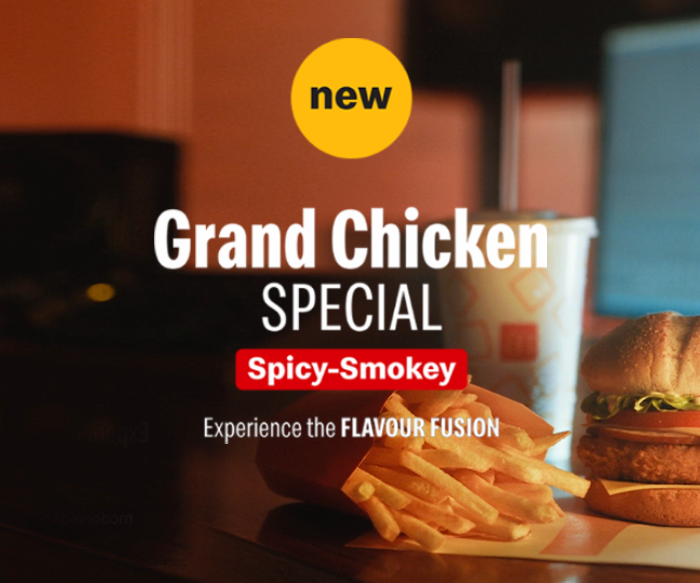 new
Grand Chicken
SPECIAL
Spicy-Smokey
Experience the FLAVOUR FUSION